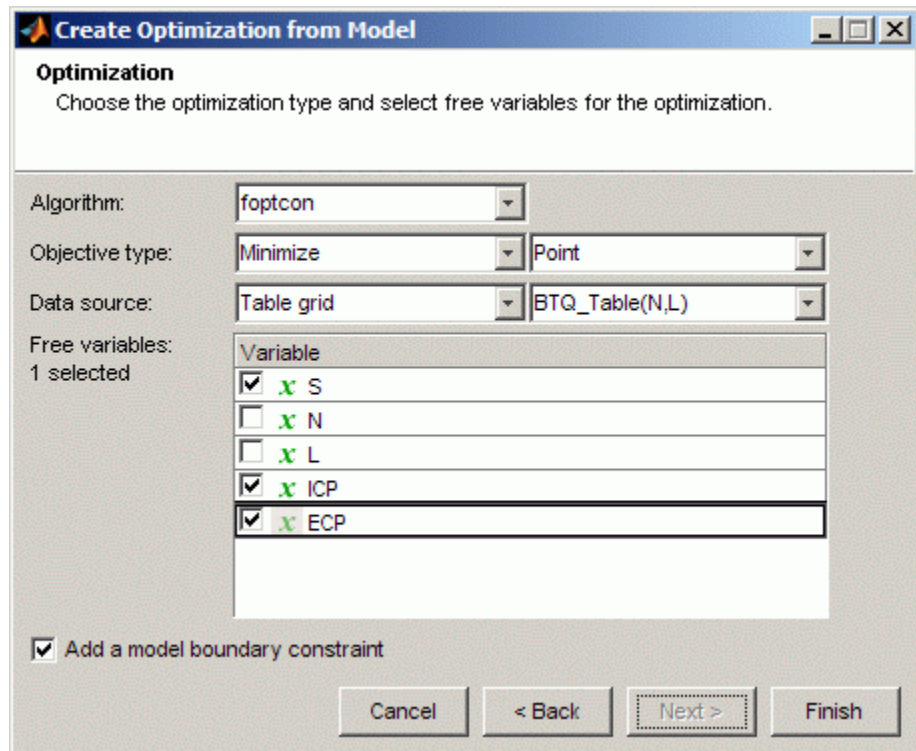 Create Optimization from Model
Optimization
Choose the optimization type and select free variables for the optimization.
Algorithm: foptcon
Objective type: Minimize Point
Data source: Table grid BTQ_Table(N,L)
Free variables:
1 selected
Variable
x S
x N
x L
x ICP
x ECP
Add a model boundary constraint
Cancel < Back Next > Finish